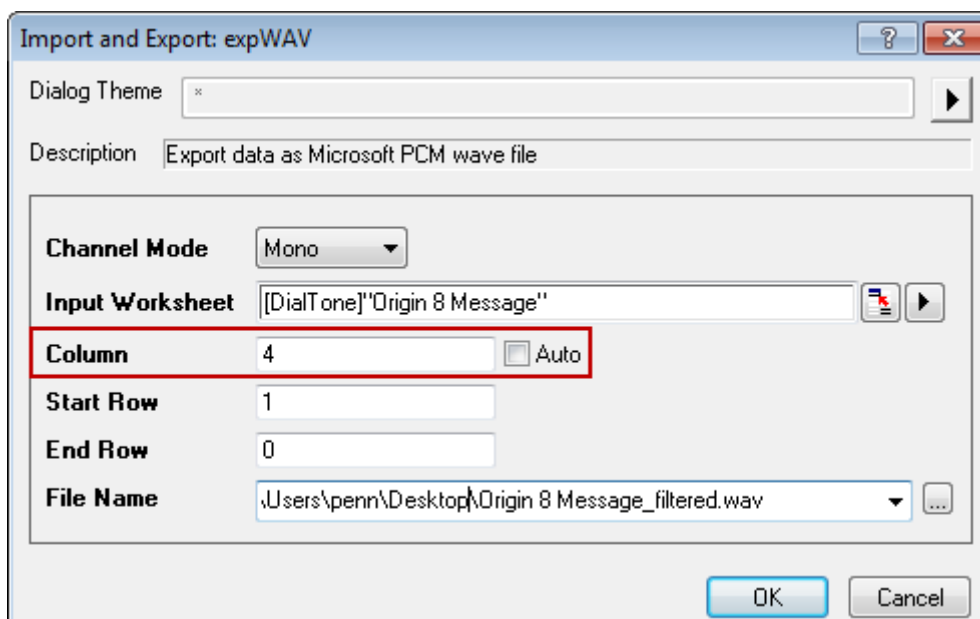 Import and Export: expWAV
Dialog Theme *
Description Export data as Microsoft PCM wave file
Channel Mode Mono
Input Worksheet [DialTone]"Origin 8 Message"
Column 4 Auto
Start Row 1
End Row 0
File Name \Users\penn\Desktop\Origin 8 Message_filtered.wav
...
OK Cancel